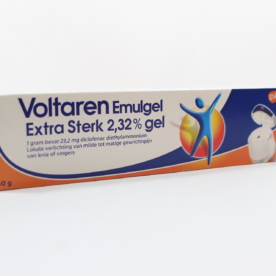 Voltaren Emulgel
Extra Sterk 2,32% gel
1 gram bevat 23,2 mg diclofenac diethylammonium
Lokale verlichting van milde tot matige gewrichtspijn
van knie of vingers